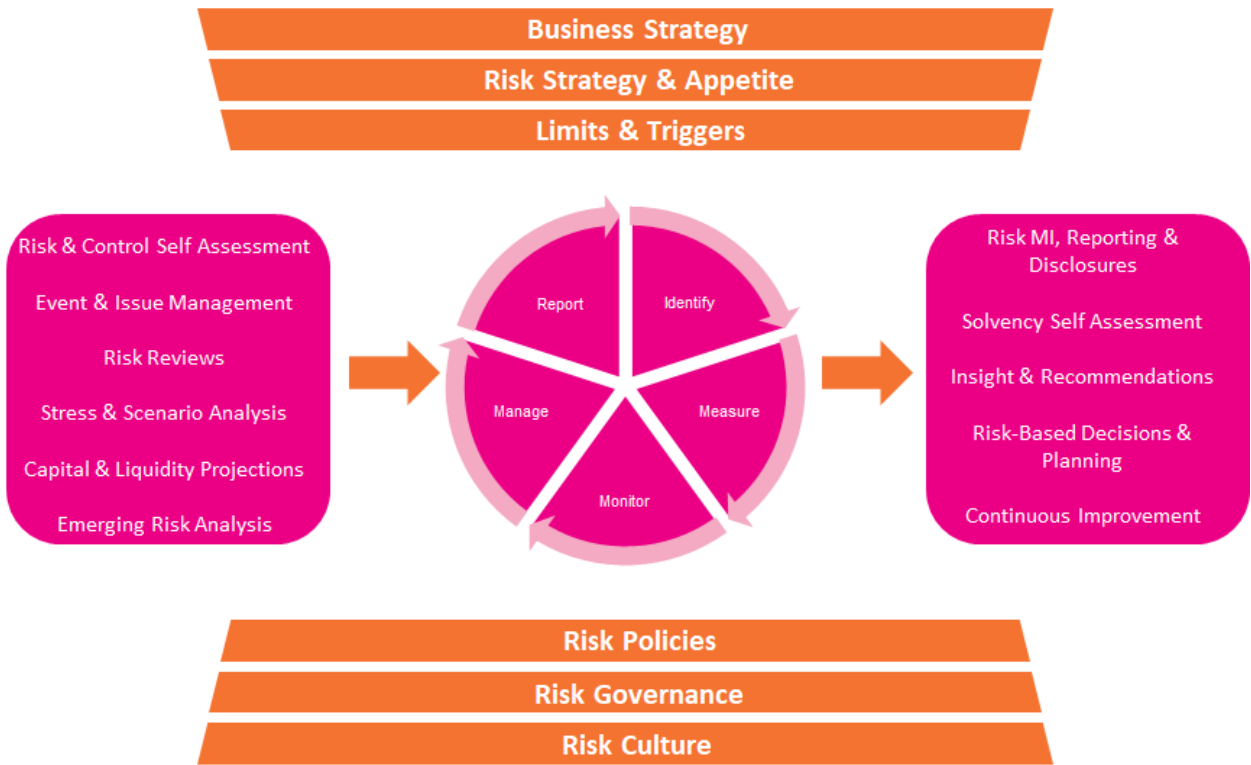 Business Strategy
Risk Strategy & Appetite
Limits & Triggers
Risk & Control Self Assessment
Event & Issue Management
Risk Reviews
Stress & Scenario Analysis
Capital & Liquidity Projections
Emerging Risk Analysis
Report
Identify
Manage
Measure
Monitor
Risk MI, Reporting &
Disclosures
Solvency Self Assessment
Insight & Recommendations
Risk-Based Decisions &
Planning
Continuous Improvement
Risk Policies
Risk Governance
Risk Culture